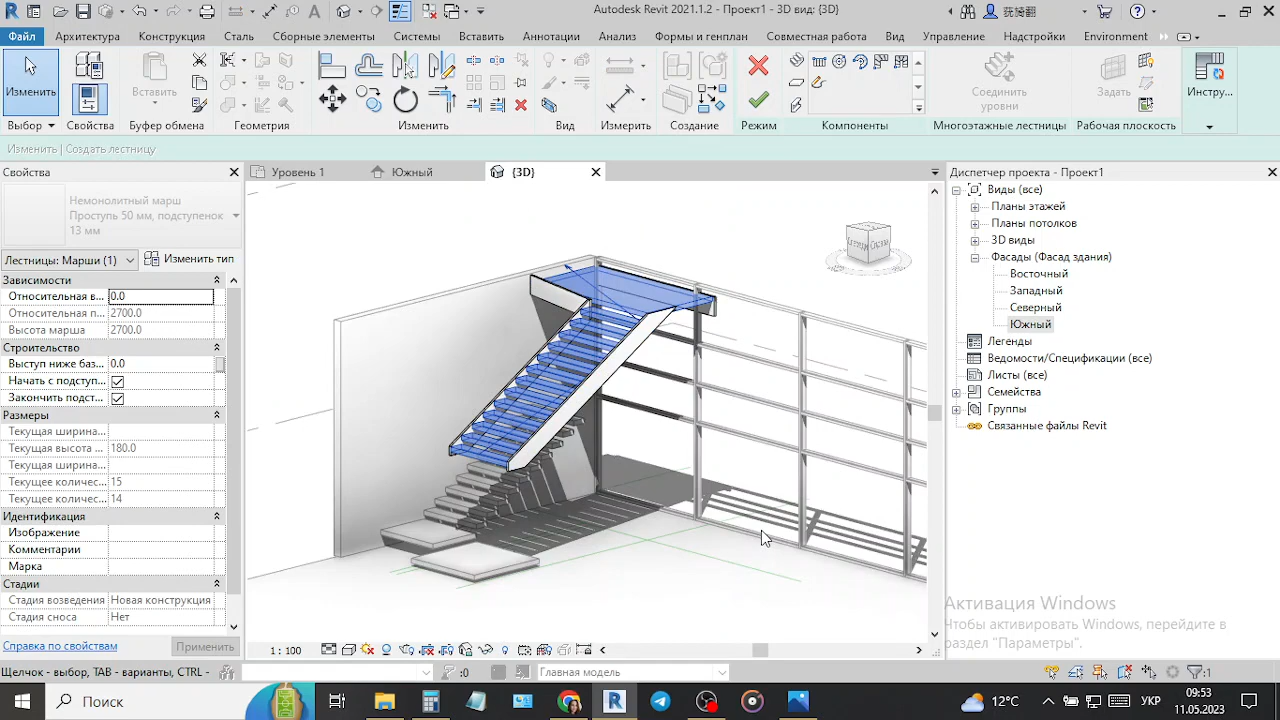 Autodesk Revit 2021.1.2 - Проект1 - 3D вид: {3D}
Файл Архитектура Конструкция Сталь Сборные элементы Системы Вставить Аннотации Анализ Формы и генплан Совместная работа Вид Управление Надстройки Environment
Изменить Вставить Соединить уровни Задать Инстру...
Выбор Свойства Буфер обмена Геометрия Изменить Вид Измерить Создание Режим Компоненты Многоэтажные лестницы Рабочая плоскость
Изменить | Создать лестницу
Свойства
Уровень 1 Южный {3D}
Диспетчер проекта - Проект1
Немонолитный марш
Проступь 50 мм, подступенок
13 мм
Лестницы: Марши (1) Изменить тип
Зависимости
Относительная в... 0.0
Относительная п... 2700.0
Высота марша 2700.0
Строительство
Выступ ниже баз... 0.0
Начать с подступ...
Закончить подст...
Размеры
Текущая ширина...
Текущая высота ... 180.0
Текущая ширина...
Текущее количес... 15
Текущее количес... 14
Идентификация
Изображение
Комментарии
Марка
Стадии
Стадия возведения Новая конструкция
Стадия сноса Нет
Справка по свойствам Применить
Виды (все)
Планы этажей
Планы потолков
3D виды
Фасады (Фасад здания)
Восточный
Западный
Северный
Южный
Легенды
Ведомости/Спецификации (все)
Листы (все)
Семейства
Группы
Связанные файлы Revit
Активация Windows
Чтобы активировать Windows, перейдите в
раздел "Параметры".
1 : 100
Щелчок - выбор, TAB - варианты, CTRL - :0 Главная модель :1
Поиск 12°C УКР 09:53
11.05.2023